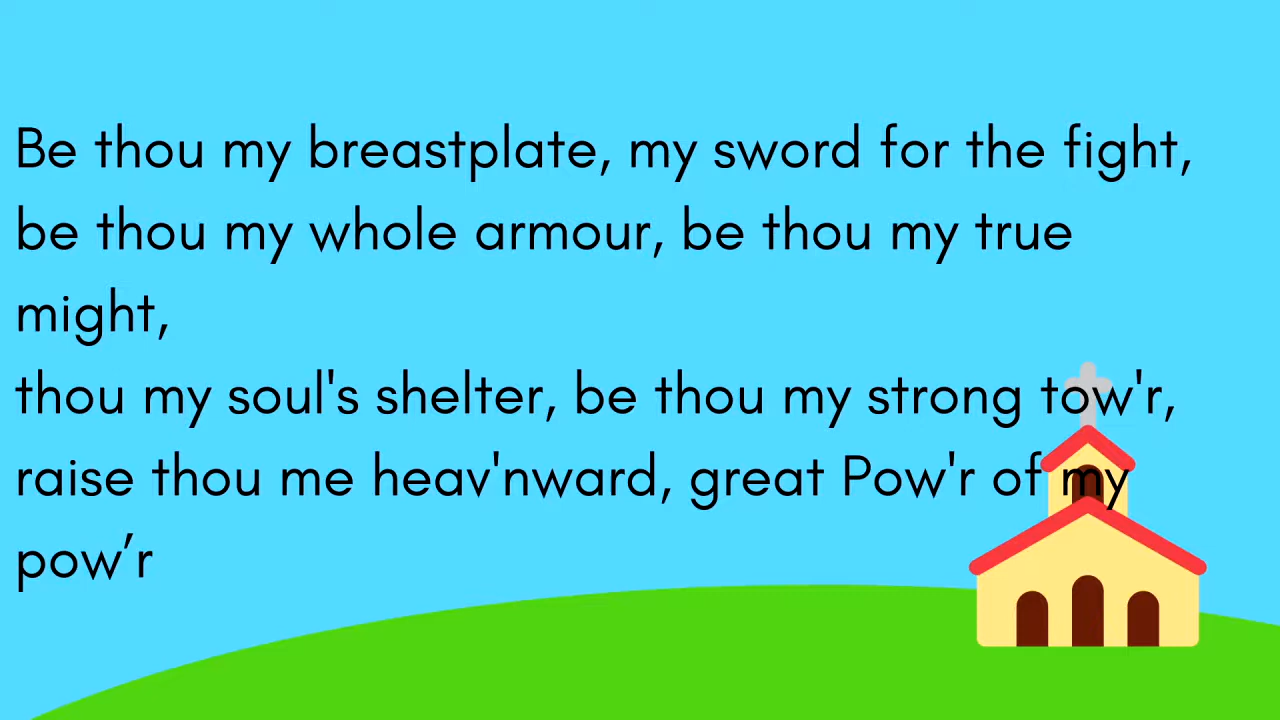 Be thou my breastplate, my sword for the fight,
be thou my whole armour, be thou my true
might,
thou my soul's shelter, be thou my strong tow'r,
raise thou me heav'nward, great Pow'r of my
pow’r